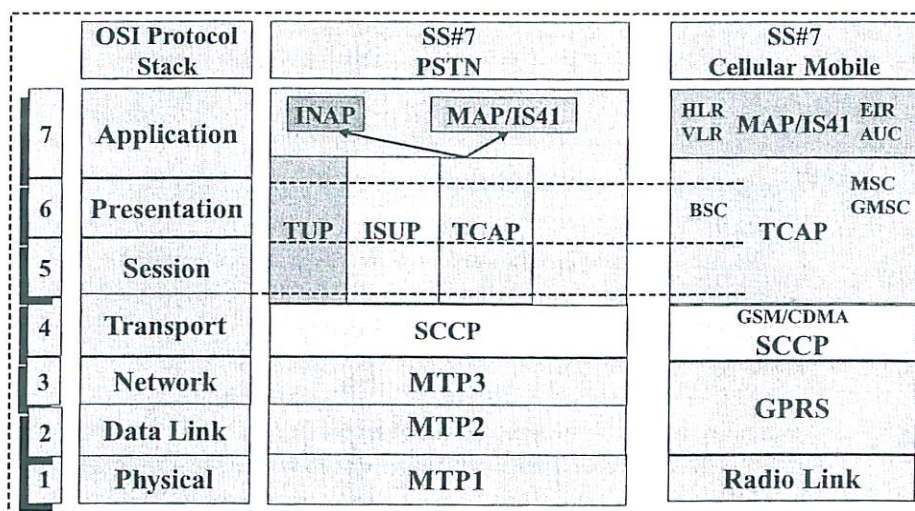 OSI Protocol
Stack
SS#7
PSTN
SS#7
Cellular Mobile
7
Application
INAP
MAP/IS41
HLR
VLR
MAP/IS41
EIR
AUC
6
Presentation
TUP
ISUP
TCAP
BSC
MSC
GMSC
TCAP
5
Session
4
Transport
SCCP
GSM/CDMA
SCCP
3
Network
MTP3
GPRS
2
Data Link
MTP2
1
Physical
MTP1
Radio Link